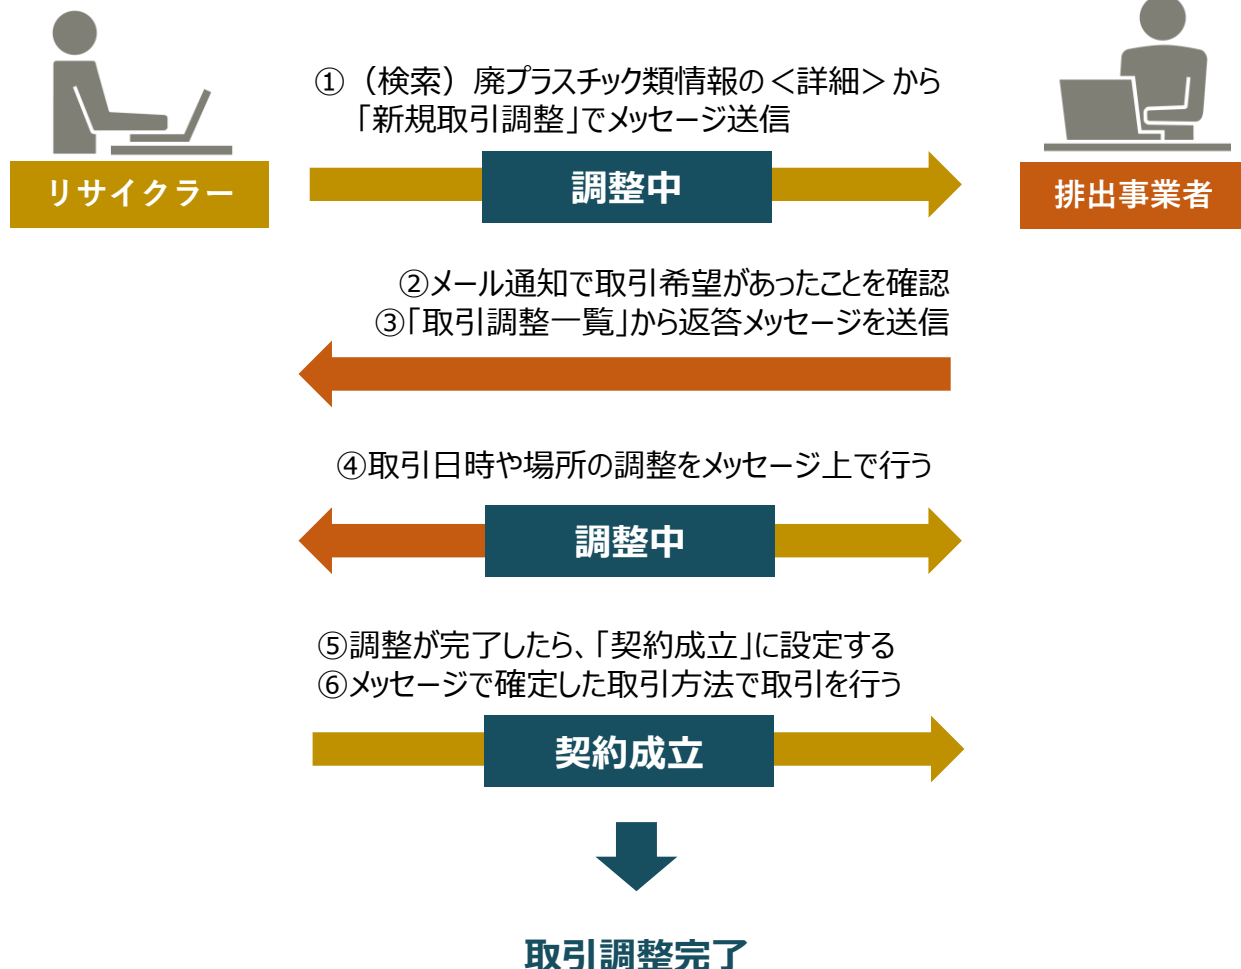 ①（検索）廃プラスチック類情報の＜詳細＞から
「新規取引調整」でメッセージ送信
リサイクラー
調整中
排出事業者
②メール通知で取引希望があったことを確認
③「取引調整一覧」から返答メッセージを送信
④取引日時や場所の調整をメッセージ上で行う
調整中
⑤調整が完了したら、「契約成立」に設定する
⑥メッセージで確定した取引方法で取引を行う
契約成立
取引調整完了